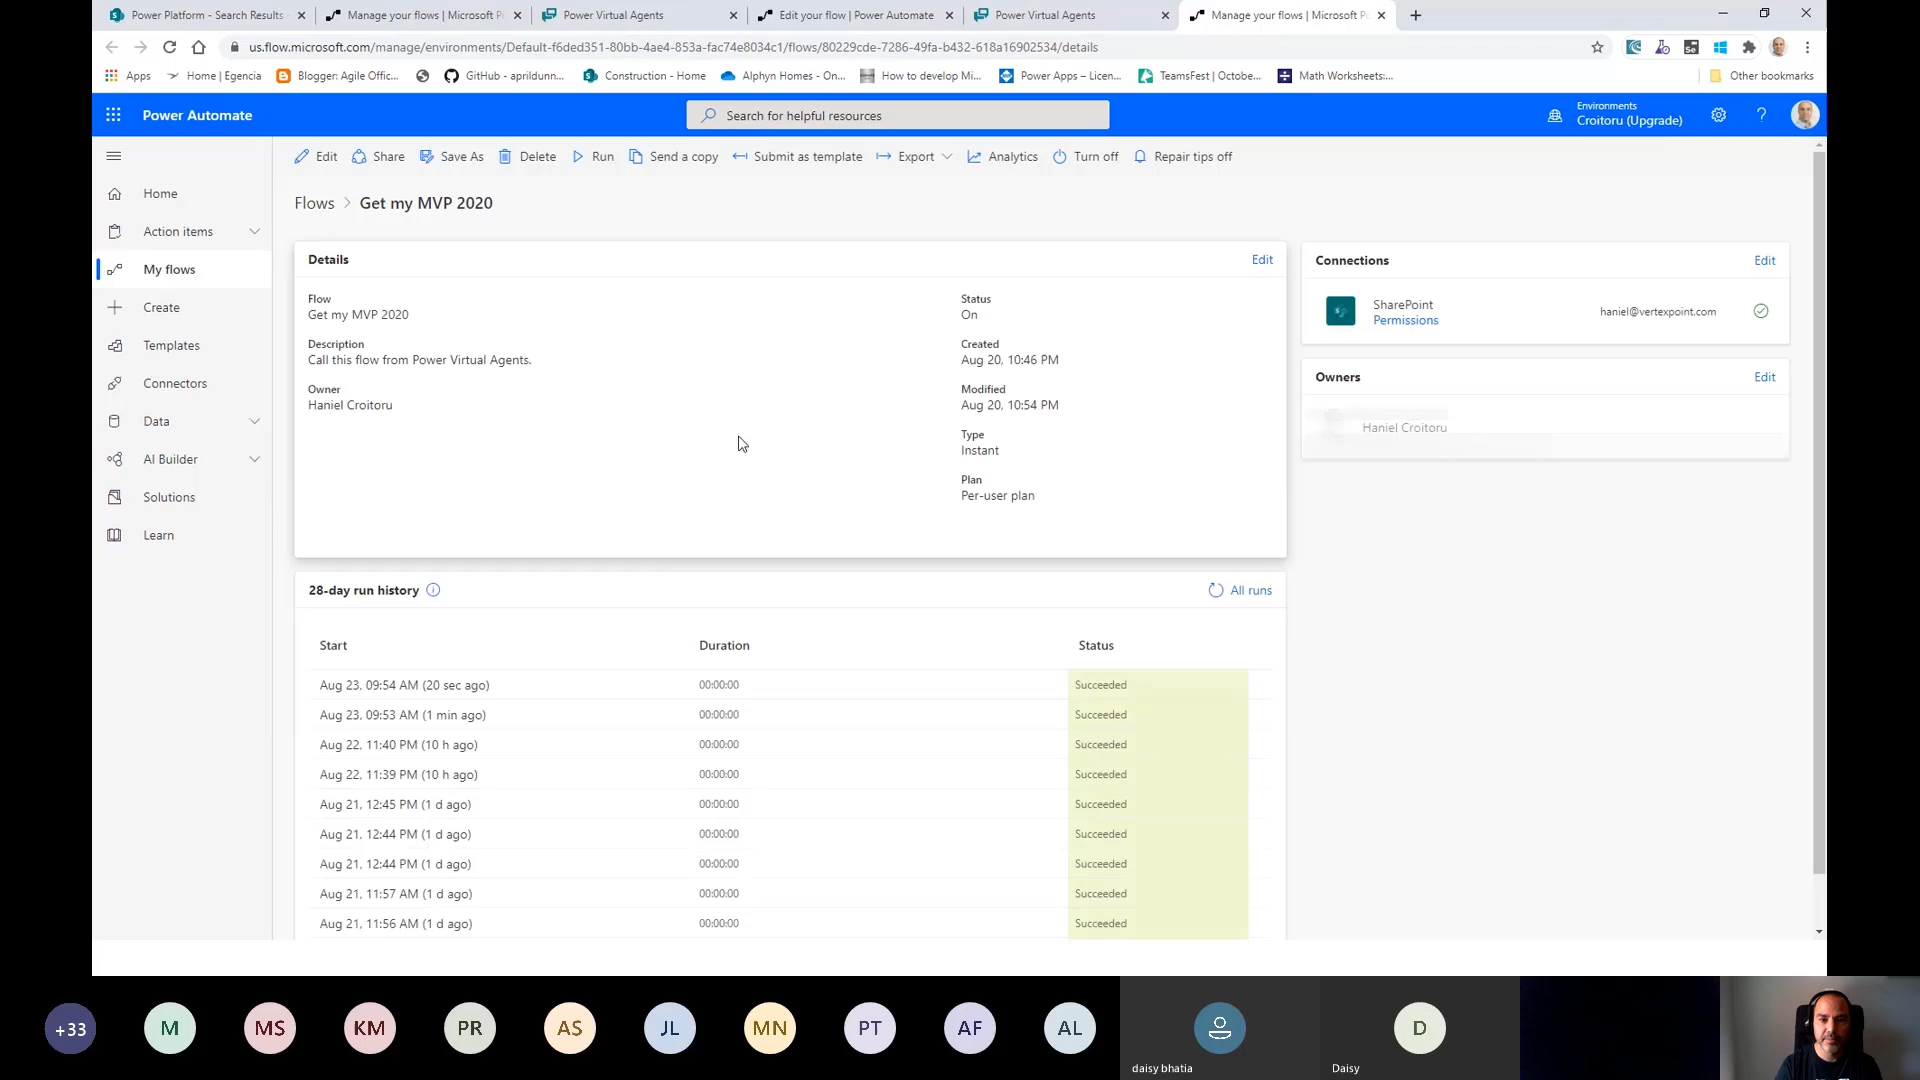 Power Platform - Search Results
Manage your flows | Microsoft P
Power Virtual Agents
Edit your flow | Power Automate
Power Virtual Agents
Manage your flows | Microsoft Po
us.flow.microsoft.com/manage/environments/Default-f6ded351-80bb-4ae4-853a-fac74e8034c1/flows/80229cde-7286-49fa-b432-618a16902534/details
Apps
Home | Egencia
Blogger: Agile Offic...
GitHub - aprildunn...
Construction - Home
Alphyn Homes - On...
How to develop Mi...
Power Apps – Licen...
TeamsFest | Octobe...
Math Worksheets:...
Other bookmarks
Power Automate
Search for helpful resources
Environments
Croitoru (Upgrade)
Edit
Share
Save As
Delete
Run
Send a copy
Submit as template
Export
Analytics
Turn off
Repair tips off
Home
Action items
My flows
Create
Templates
Connectors
Data
AI Builder
Solutions
Learn
Flows > Get my MVP 2020
Details
Edit
Flow
Get my MVP 2020
Description
Call this flow from Power Virtual Agents.
Owner
Haniel Croitoru
Status
On
Created
Aug 20, 10:46 PM
Modified
Aug 20, 10:54 PM
Type
Instant
Plan
Per-user plan
Connections
Edit
SharePoint
Permissions
haniel@vertexpoint.com
Owners
Edit
Haniel Croitoru
28-day run history
All runs
Start Duration Status
Aug 23, 09:54 AM (20 sec ago) 00:00:00 Succeeded
Aug 23, 09:53 AM (1 min ago) 00:00:00 Succeeded
Aug 22, 11:40 PM (10 h ago) 00:00:00 Succeeded
Aug 22, 11:39 PM (10 h ago) 00:00:00 Succeeded
Aug 21, 12:45 PM (1 d ago) 00:00:00 Succeeded
Aug 21, 12:44 PM (1 d ago) 00:00:00 Succeeded
Aug 21, 12:44 PM (1 d ago) 00:00:00 Succeeded
Aug 21, 11:57 AM (1 d ago) 00:00:00 Succeeded
Aug 21, 11:56 AM (1 d ago) 00:00:00 Succeeded
+33
M
MS
KM
PR
AS
JL
MN
PT
AF
AL
D
daisy bhatia
Daisy